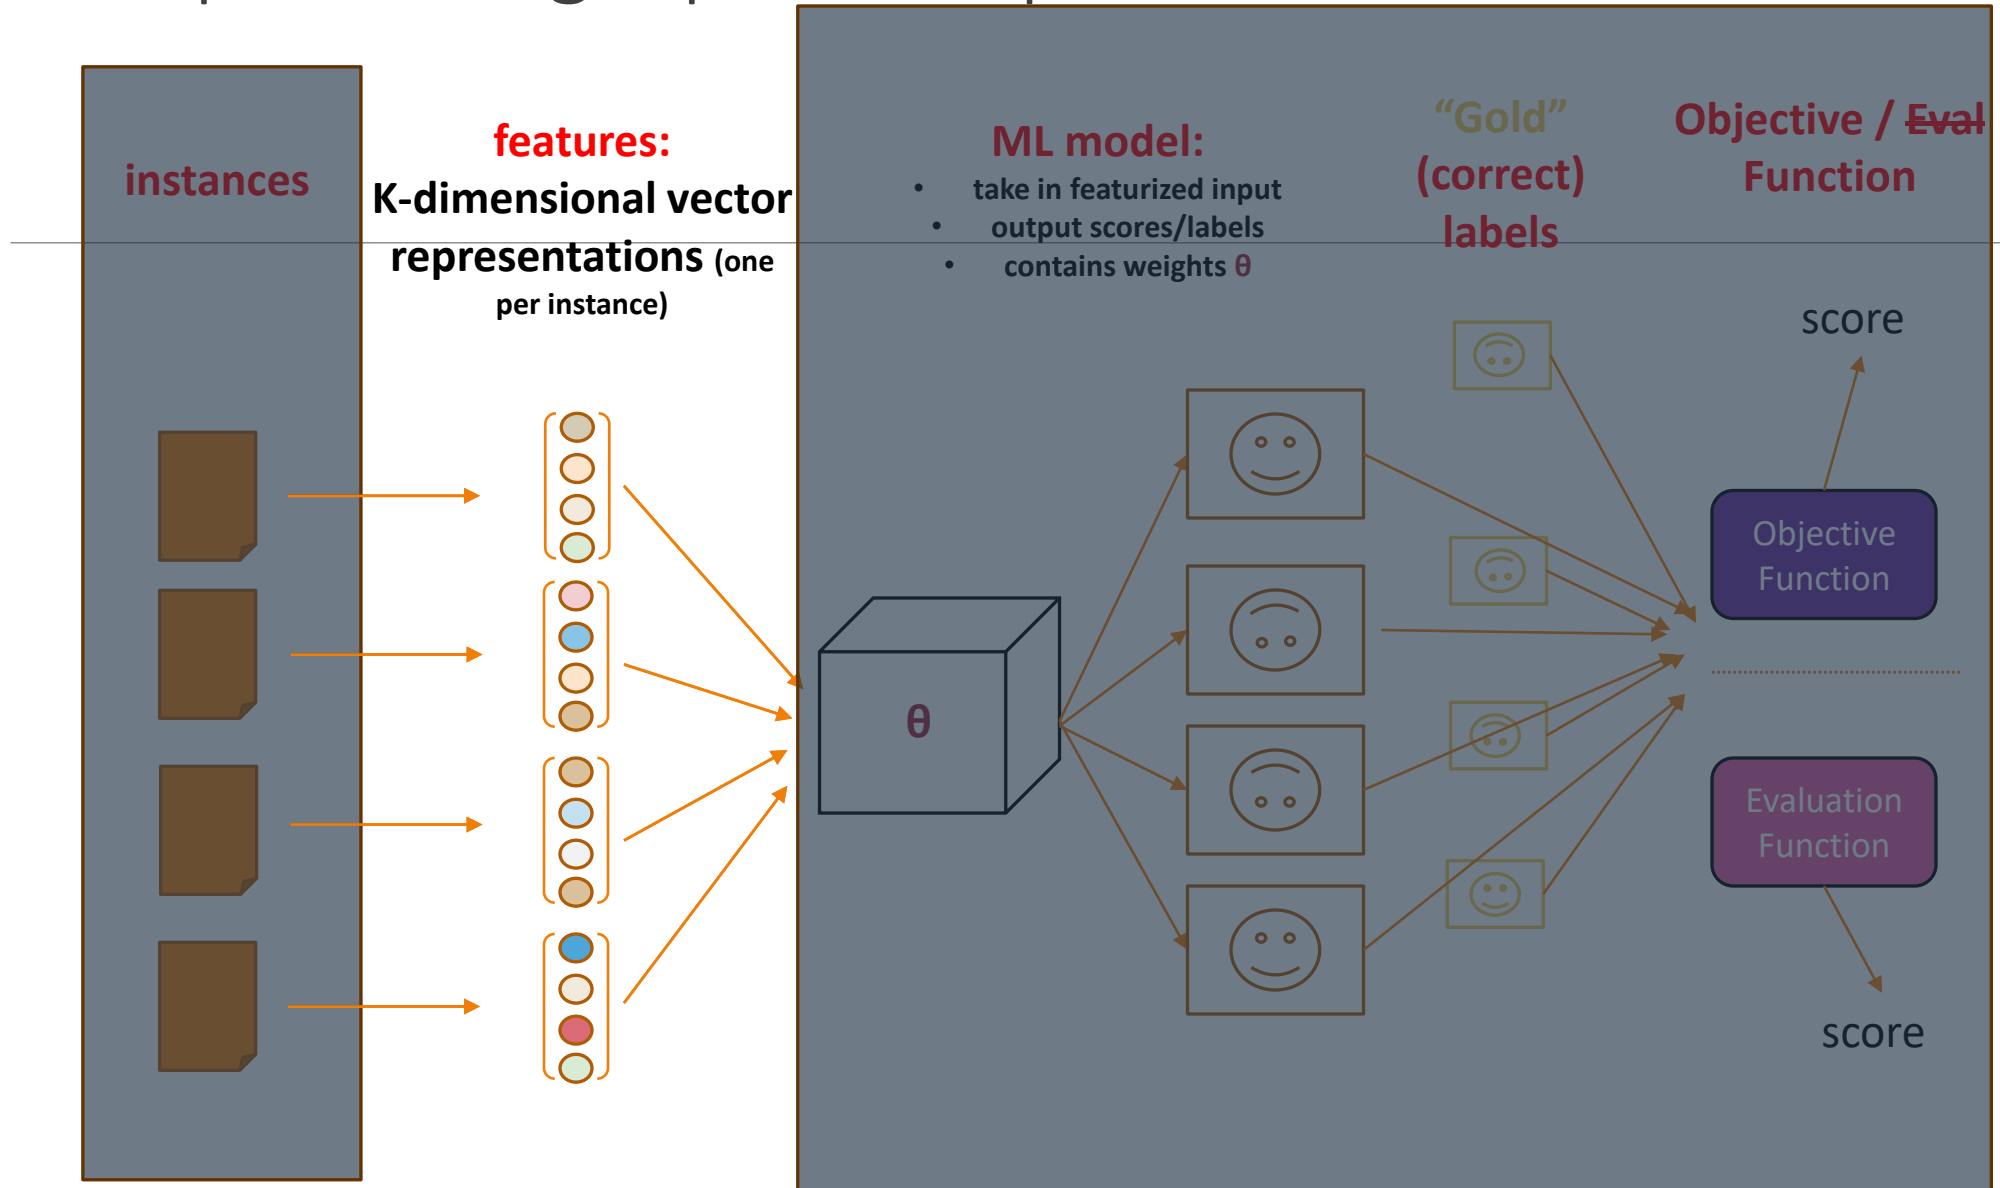 instances
features:
K-dimensional vector
representations (one
per instance)
ML model:
• take in featurized input
• output scores/labels
• contains weights θ
“Gold”
(correct)
labels
Objective / Eval
Function
score
θ
Objective
Function
Evaluation
Function
score